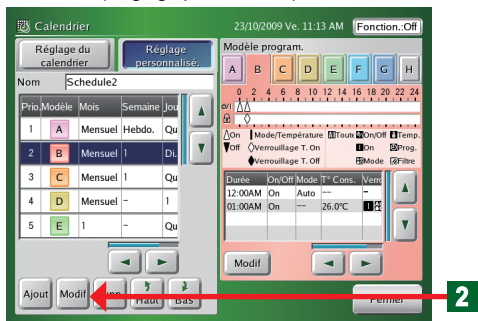 Calendrier
23/10/2009 Ve. 11:13 AM
Fonction.:Off
Réglage du calendrier
Réglage personnalisé.
Nom Schedule2
Prio. Modèle Mois Semaine Jou
1 A Mensuel Hebdo. Qu
2 B Mensuel 1 Di.
3 C Mensuel 1 Qu
4 D Mensuel – 1
5 E 1 – Qu
Ajout Modif Haut Bas
Modèle program.
A B C D E F G H
0 2 4 6 8 10 12 14 16 18 20 22 24
On Mode/Température Toute On/Off Temp.
Off Verrouillage T. On On Prog.
Verrouillage T. Off Mode Filtre
Durée On/Off Mode T° Cons. Verro
12:00AM On Auto -- –
01:00AM On -- 26.0°C
Modif
Fermer
2